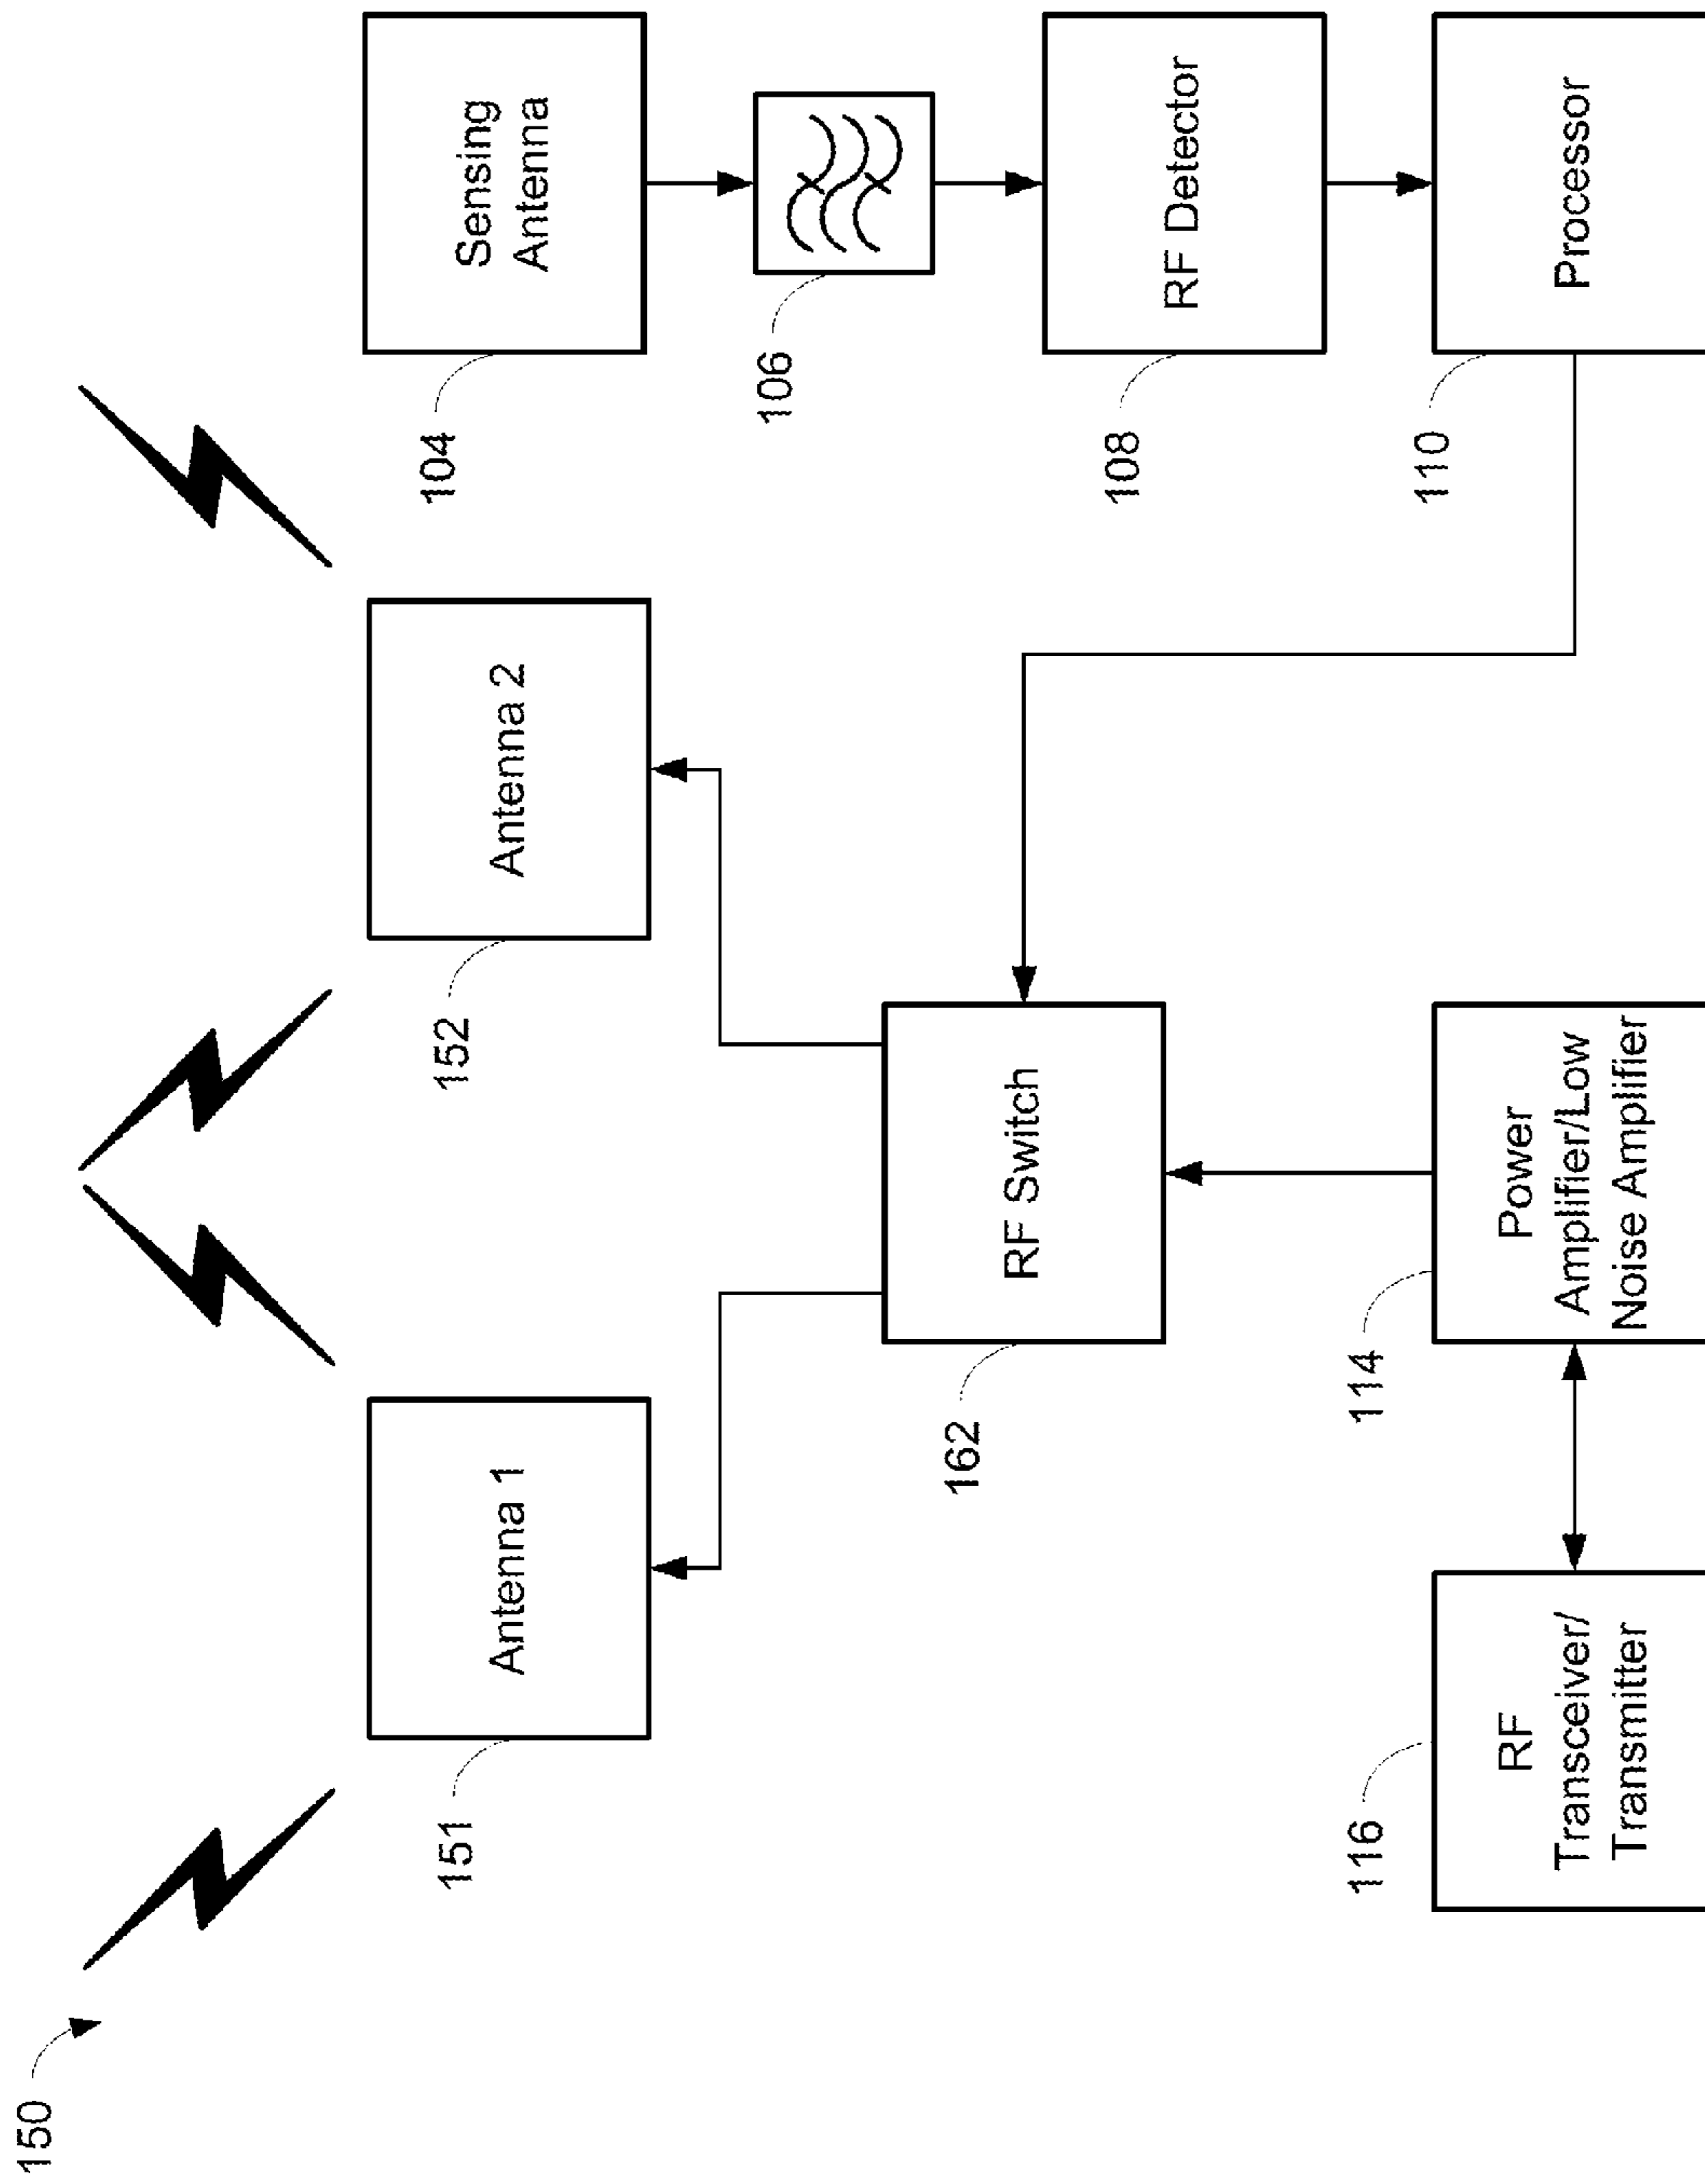 150
Antenna 1
151
Antenna 2
152
Sensing
Antenna
104
106
RF Switch
162
RF Detector
108
RF
Transceiver/
Transmitter
116
Power
Amplifier/Low
Noise Amplifier
114
Processor
110